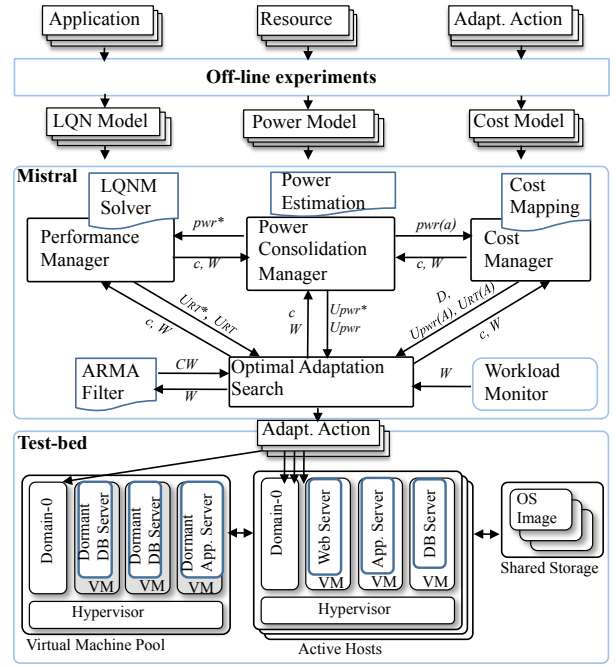 Application
Resource
Adapt. Action
Off-line experiments
LQN Model
Power Model
Cost Model
Mistral
LQNM
Solver
Power
Estimation
Cost
Mapping
Performance
Manager
pwr*
c, W
Power
Consolidation
Manager
pwr(a)
c, W
Cost
Manager
c, W
URT*, URT
c
W
Upwr*
Upwr
D,
Upwr(A), URT(A)
c, W
ARMA
Filter
CW
W
Optimal Adaptation
Search
W
Workload
Monitor
Adapt. Action
Test-bed
Domain-0
Dormant
DB Server
VM
Dormant
DB Server
VM
Dormant
App. Server
VM
Hypervisor
Virtual Machine Pool
Domain-0
Web Server
VM
App. Server
VM
DB Server
VM
Hypervisor
Active Hosts
OS
Image
Shared Storage